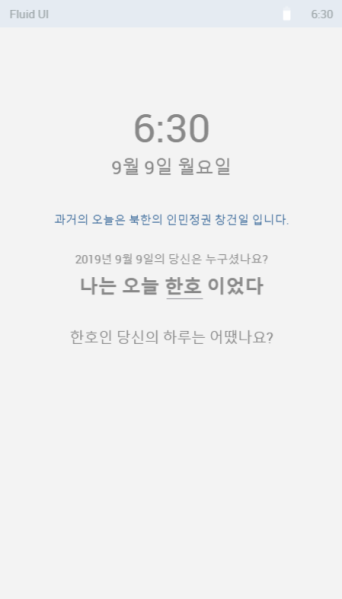 Fluid UI 6:30
6:30
9월 9일 월요일
과거의 오늘은 북한의 인민정권 창건일 입니다.
2019년 9월 9일의 당신은 누구셨나요?
나는 오늘 한호 이었다
한호인 당신의 하루는 어땠나요?